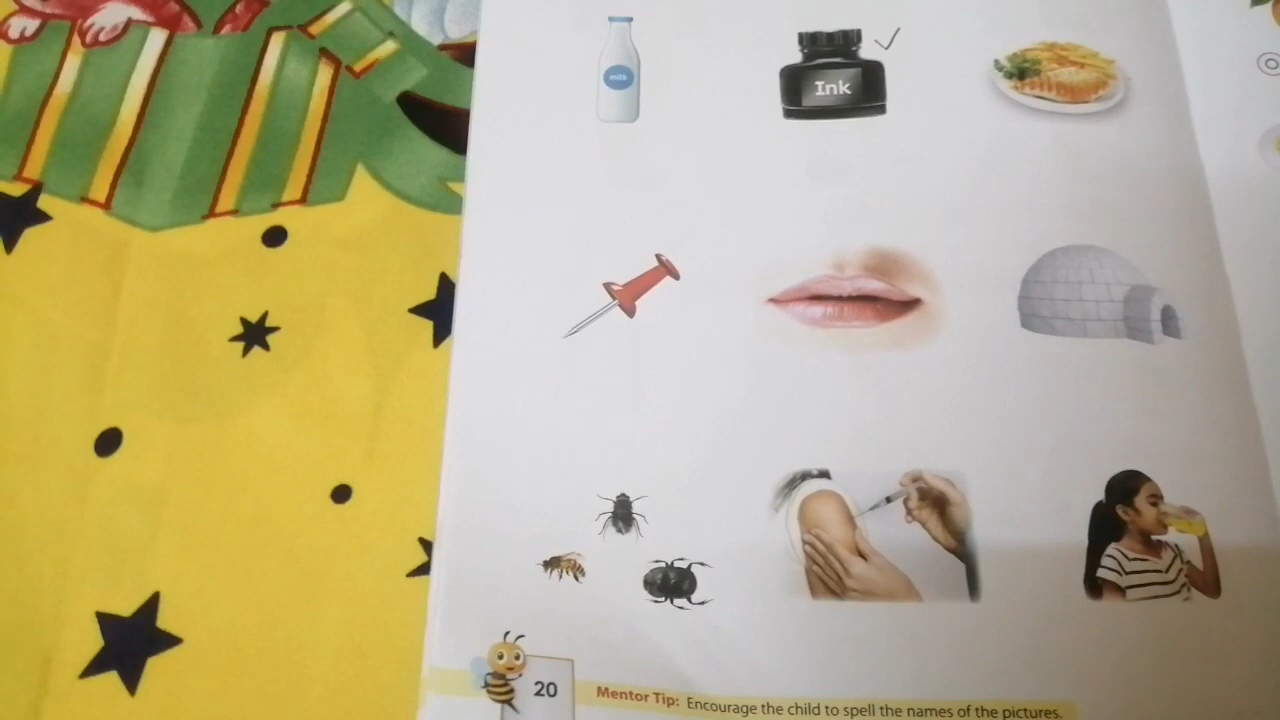 milk
Ink
20
Mentor Tip: Encourage the child to spell the names of the pictures.